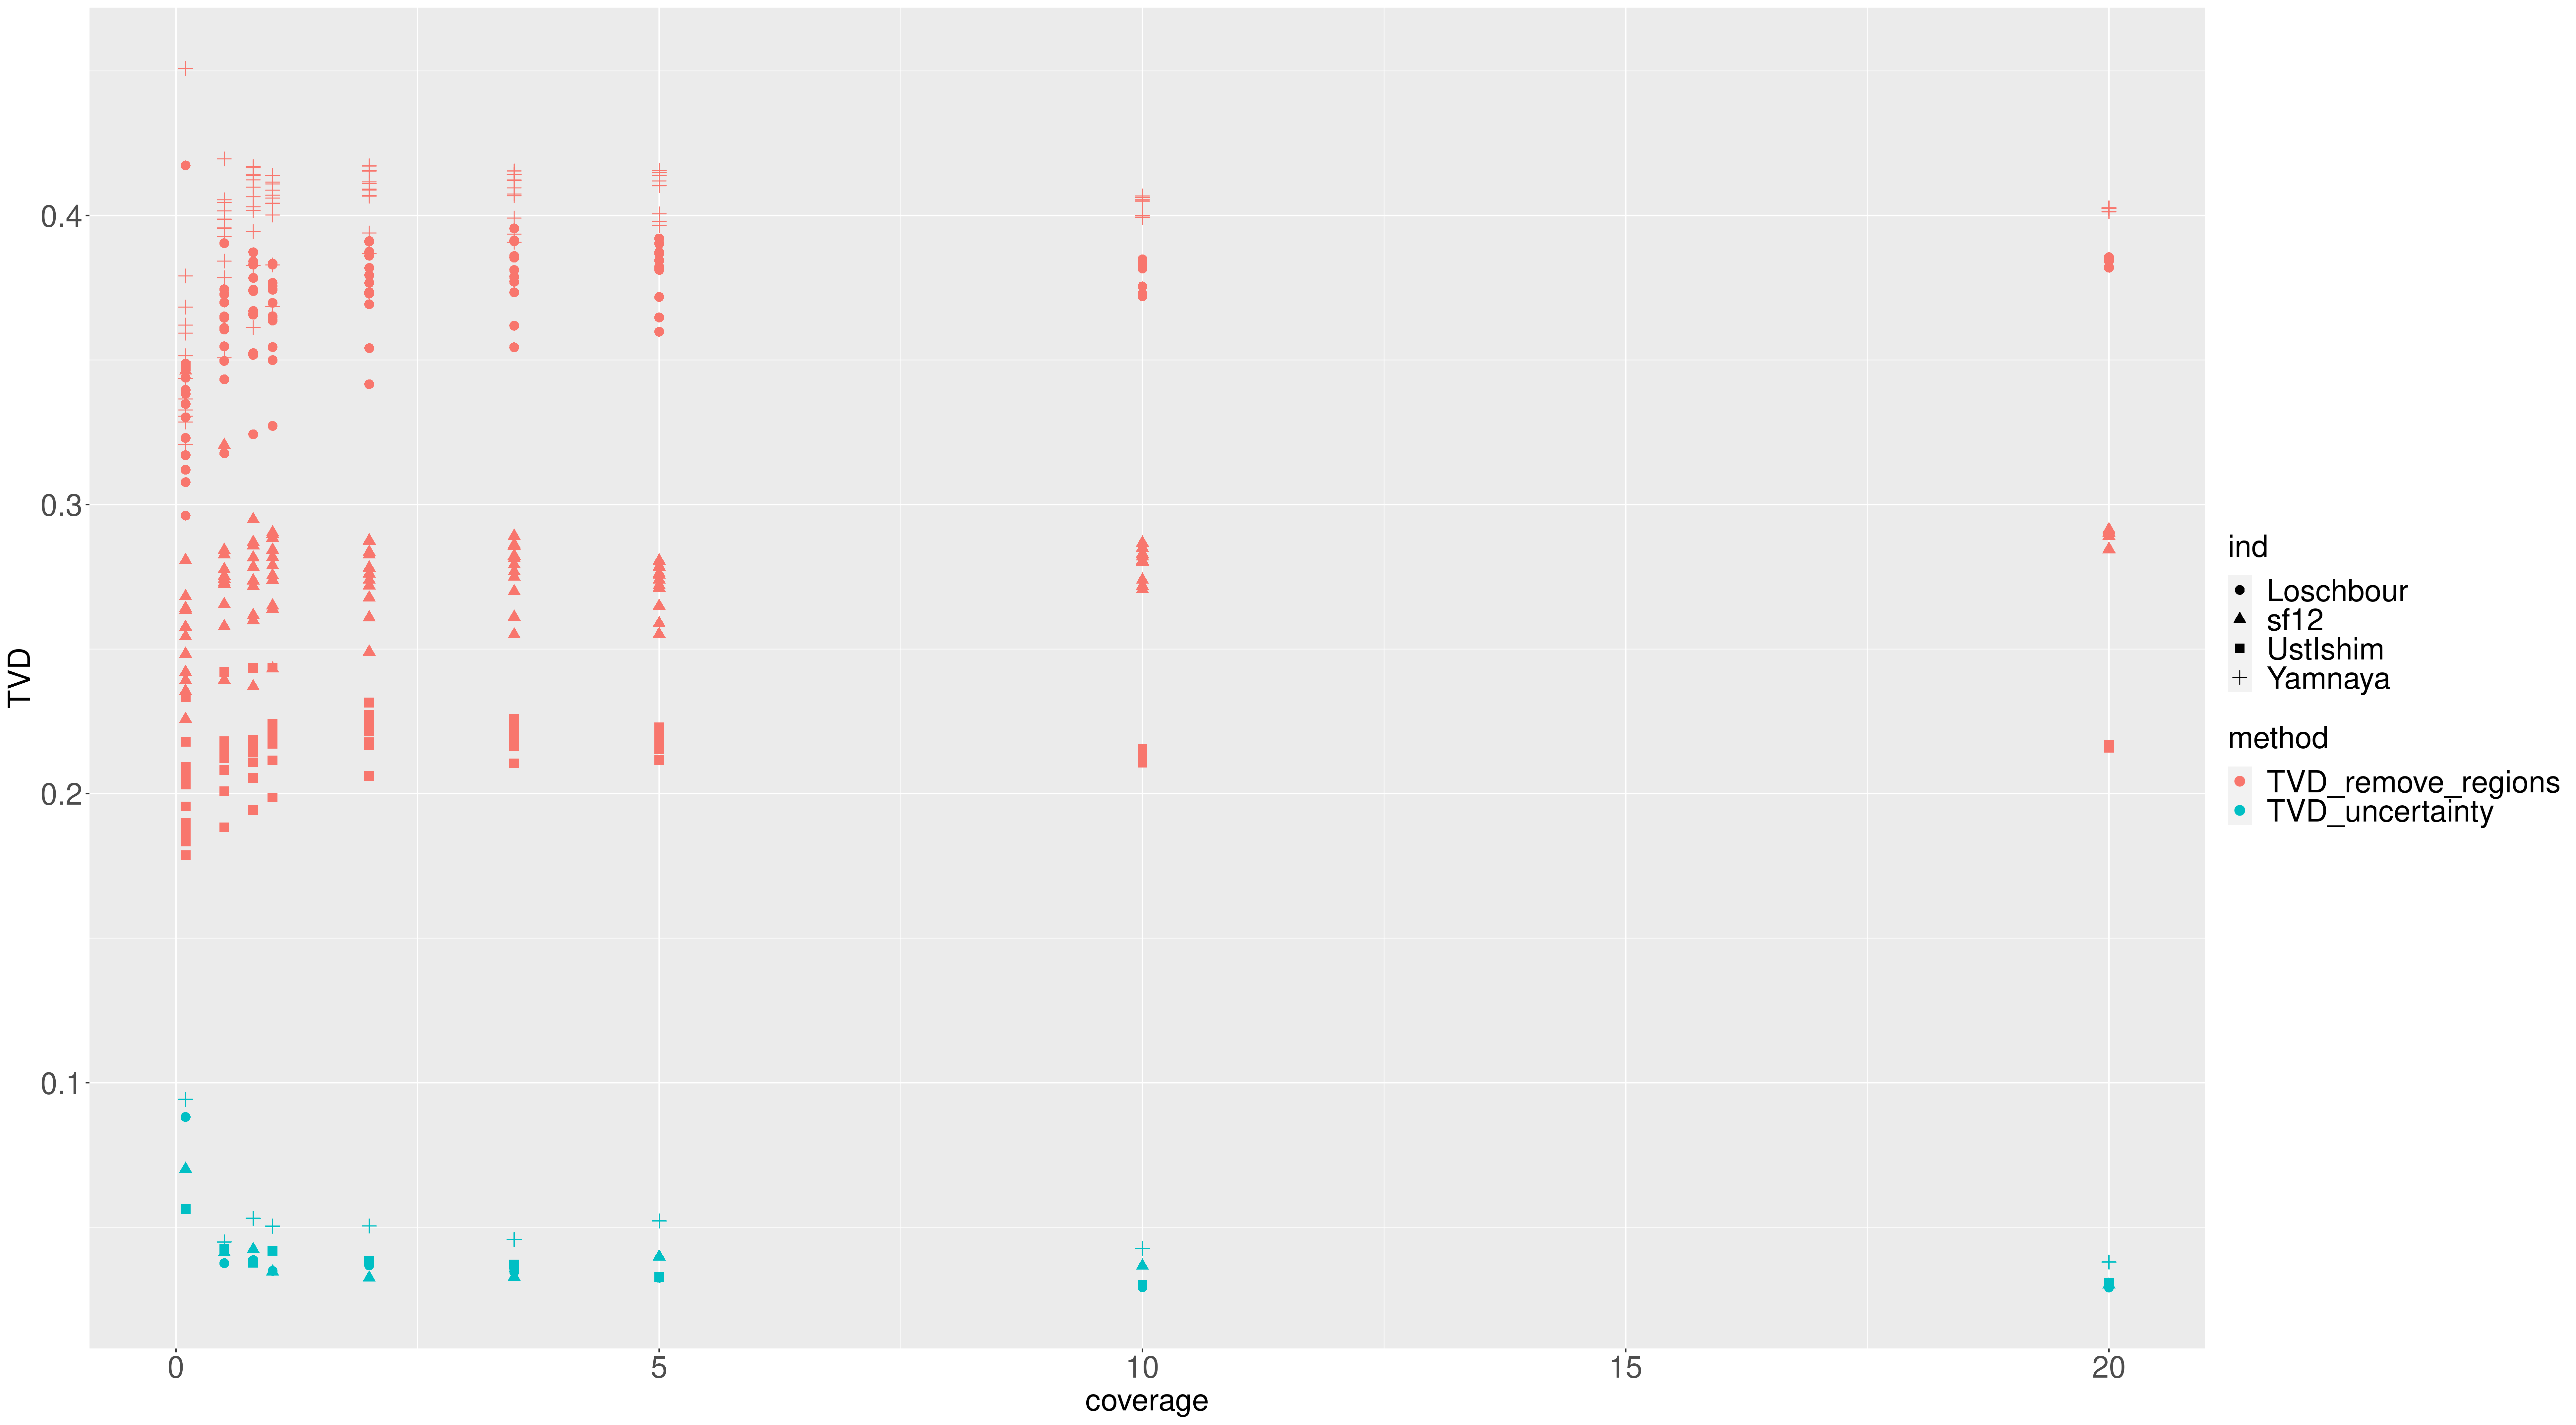 TVD
0.4
0.3
0.2
0.1
0
5
10
15
20
coverage
ind
Loschbour
sf12
UstIshim
Yamnaya
method
TVD_remove_regions
TVD_uncertainty